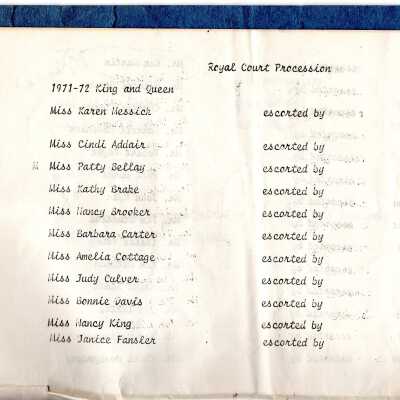 Royal Court Procession
1971-72 King and Queen
Miss Karen Messick escorted by
Miss Cindi Addair escorted by
Miss Patty Bellay escorted by
Miss Kathy Brake escorted by
Miss Nancy Brooker escorted by
Miss Barbara Carter escorted by
Miss Amelia Cottage escorted by
Miss Judy Culver escorted by
Miss Bonnie Davis escorted by
Miss Nancy King escorted by
Miss Janice Fansler escorted by